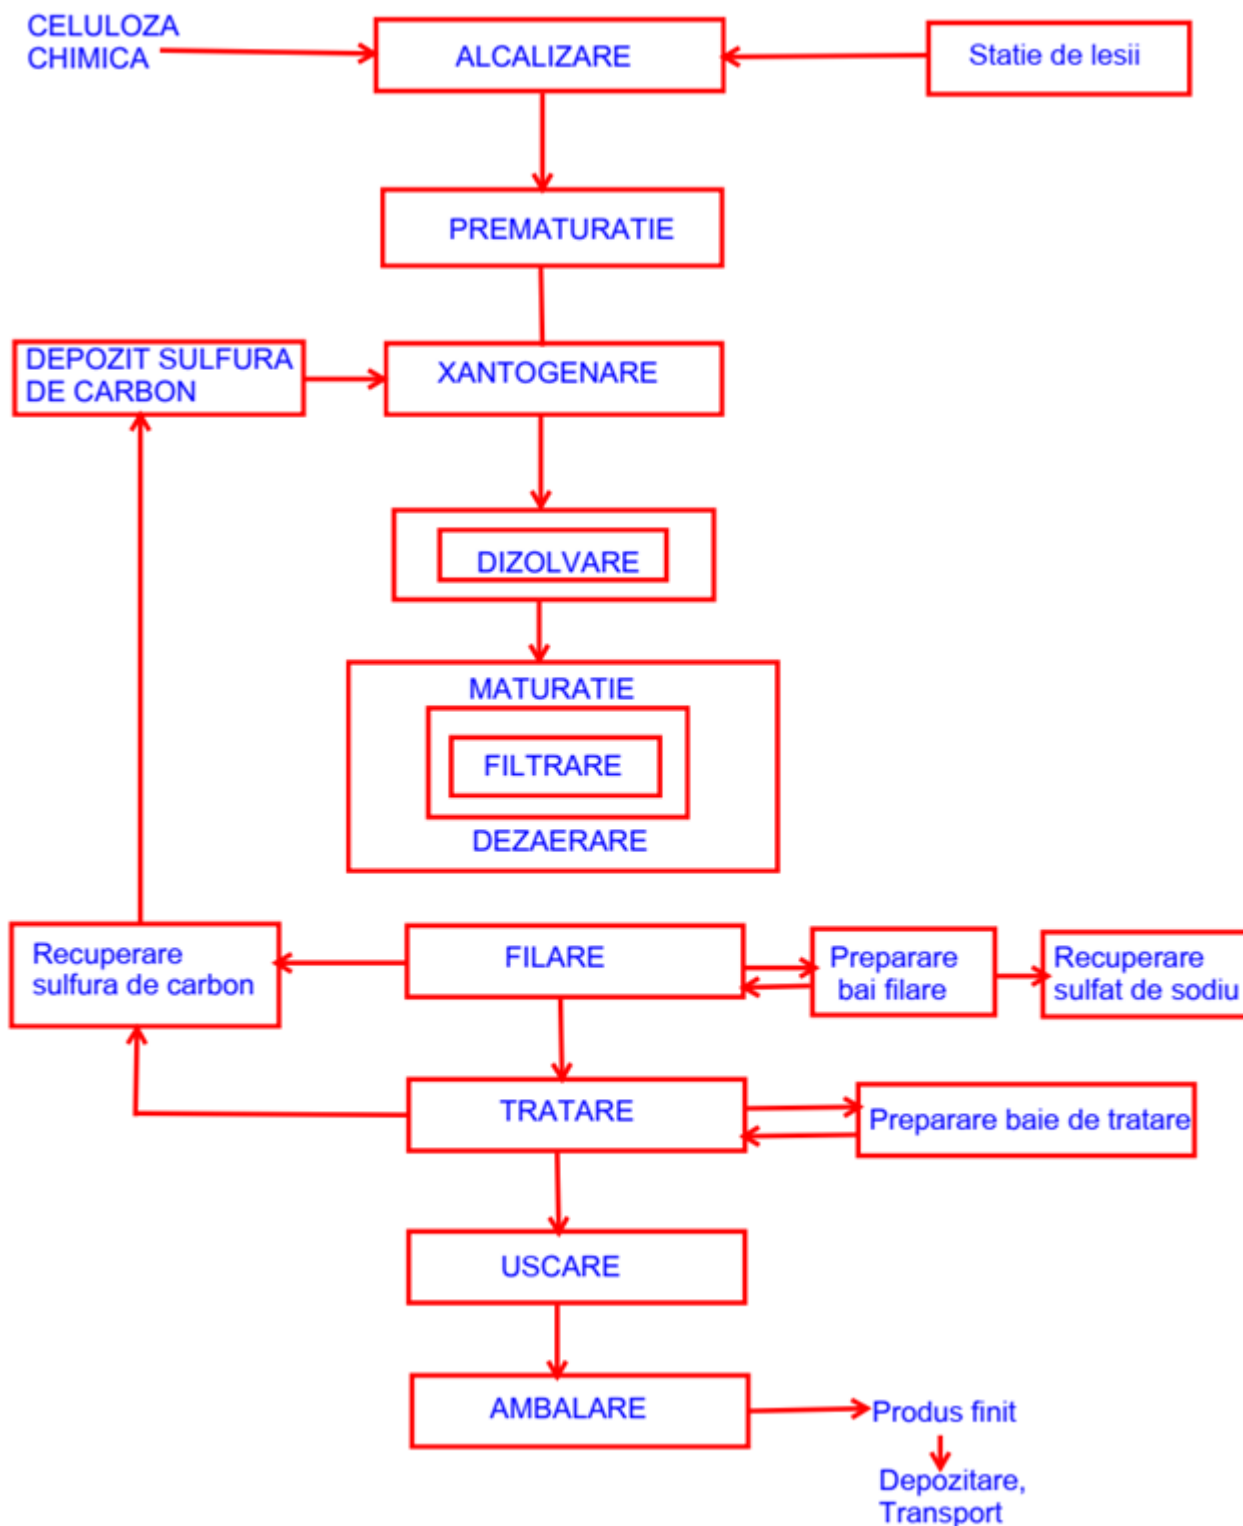 CELULOZA
CHIMICA
ALCALIZARE
Statie de lesii
PREMATURATIE
DEPOZIT SULFURA
DE CARBON
XANTOGENARE
DIZOLVARE
MATURATIE
FILTRARE
DEZAERARE
Recuperare
sulfura de carbon
FILARE
Preparare
bai filare
Recuperare
sulfat de sodiu
TRATARE
Preparare baie de tratare
USCARE
AMBALARE
Produs finit
Depozitare,
Transport